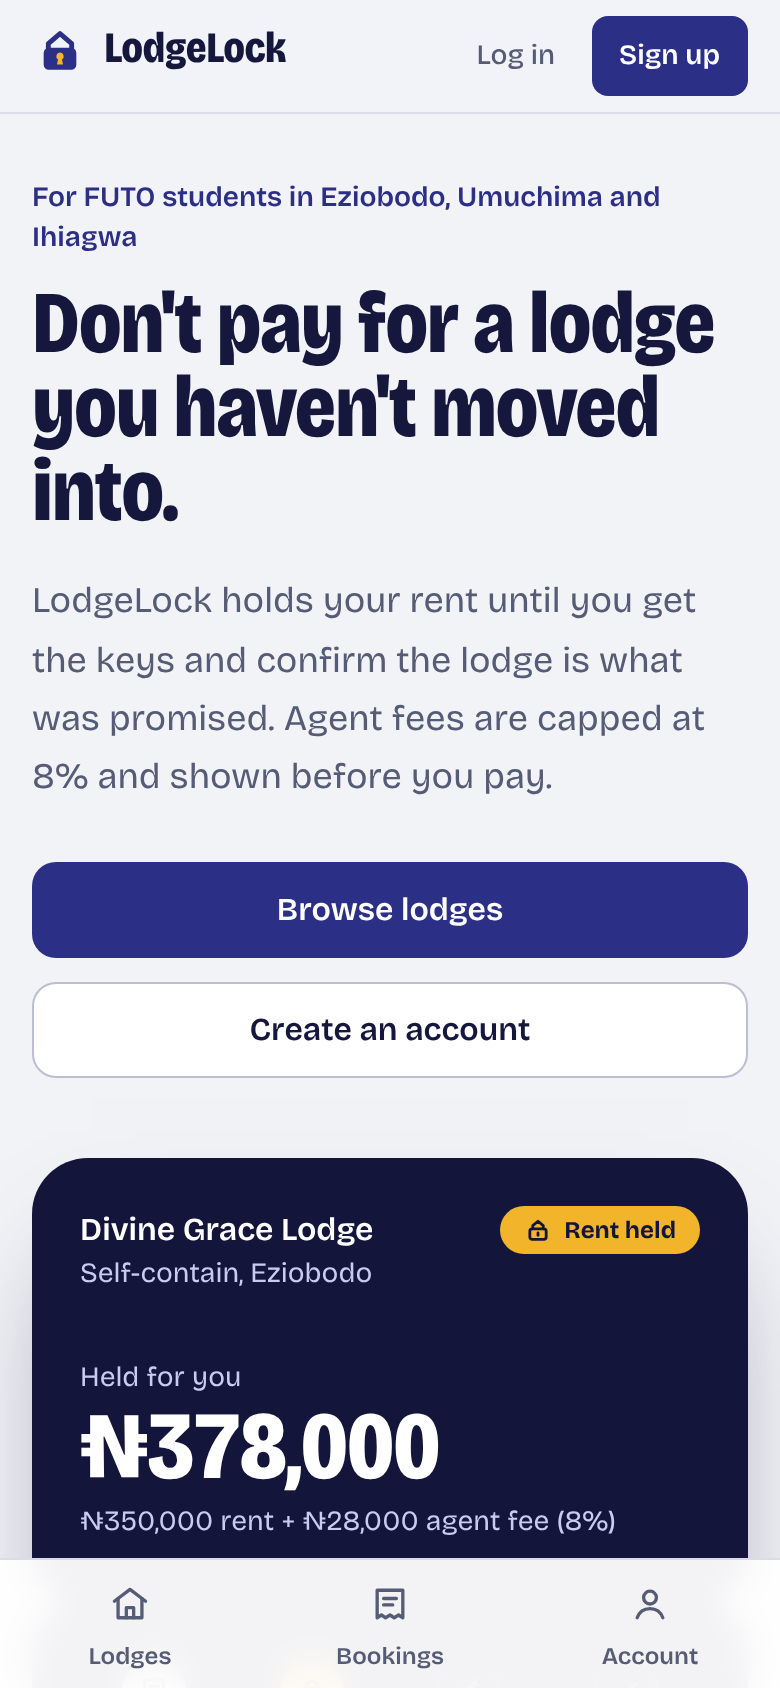 LodgeLock
Log in
Sign up
For FUTO students in Eziobodo, Umuchima and
Ihiagwa
Don't pay for a lodge
you haven't moved
into.
LodgeLock holds your rent until you get
the keys and confirm the lodge is what
was promised. Agent fees are capped at
8% and shown before you pay.
Browse lodges
Create an account
Divine Grace Lodge
Rent held
Self-contain, Eziobodo
Held for you
₦378,000
₦350,000 rent + ₦28,000 agent fee (8%)
Lodges
Bookings
Account